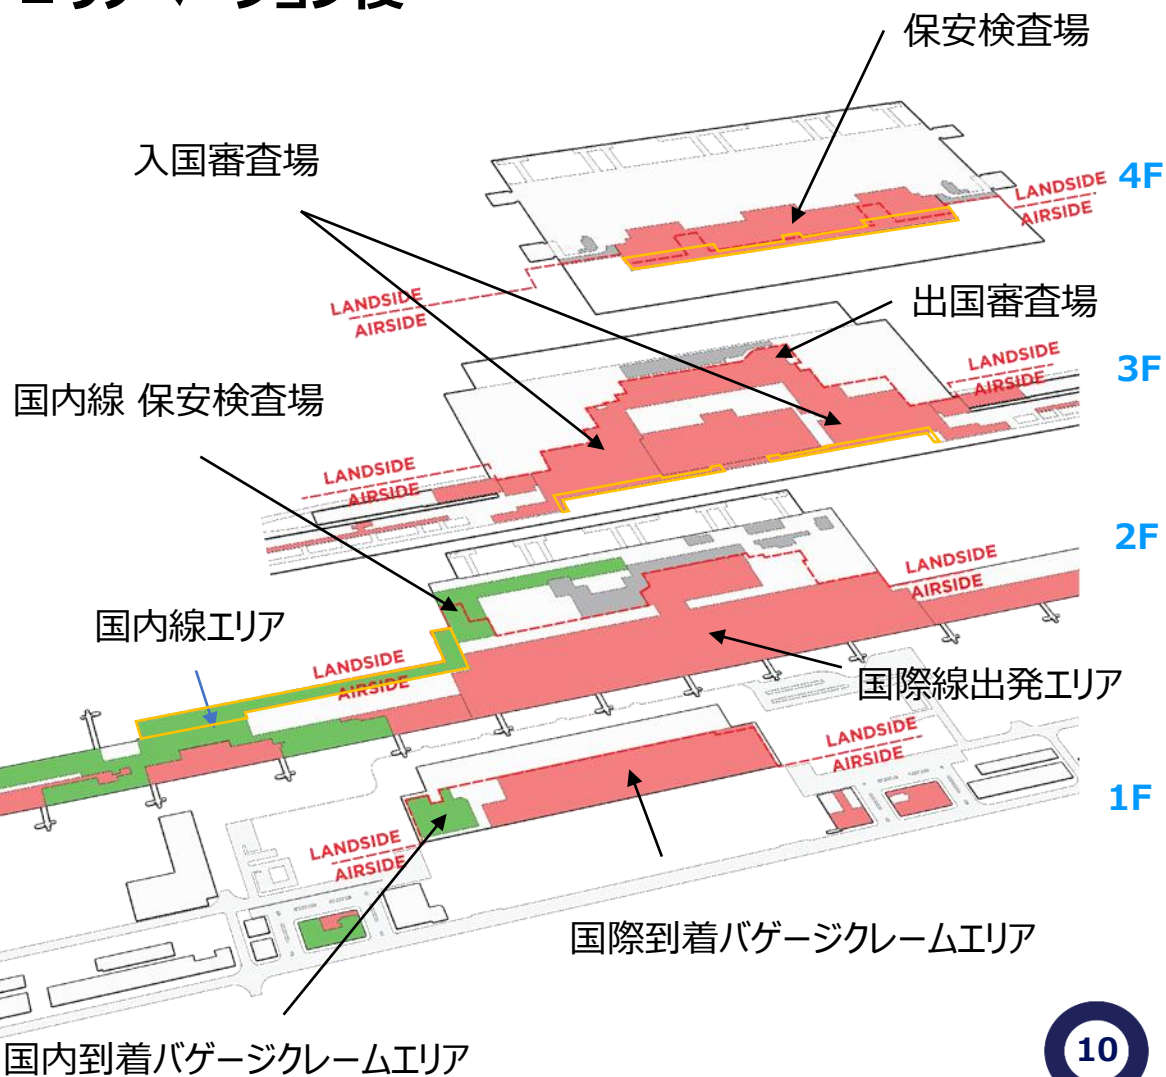 保安検査場
4F
入国審査場
LANDSIDE
AIRSIDE
LANDSIDE
AIRSIDE
出国審査場
3F
LANDSIDE
AIRSIDE
国内線 保安検査場
LANDSIDE
AIRSIDE
2F
LANDSIDE
AIRSIDE
国内線エリア
LANDSIDE
AIRSIDE
国際線出発エリア
LANDSIDE
AIRSIDE
1F
LANDSIDE
AIRSIDE
国際到着バゲージクレームエリア
国内到着バゲージクレームエリア
10